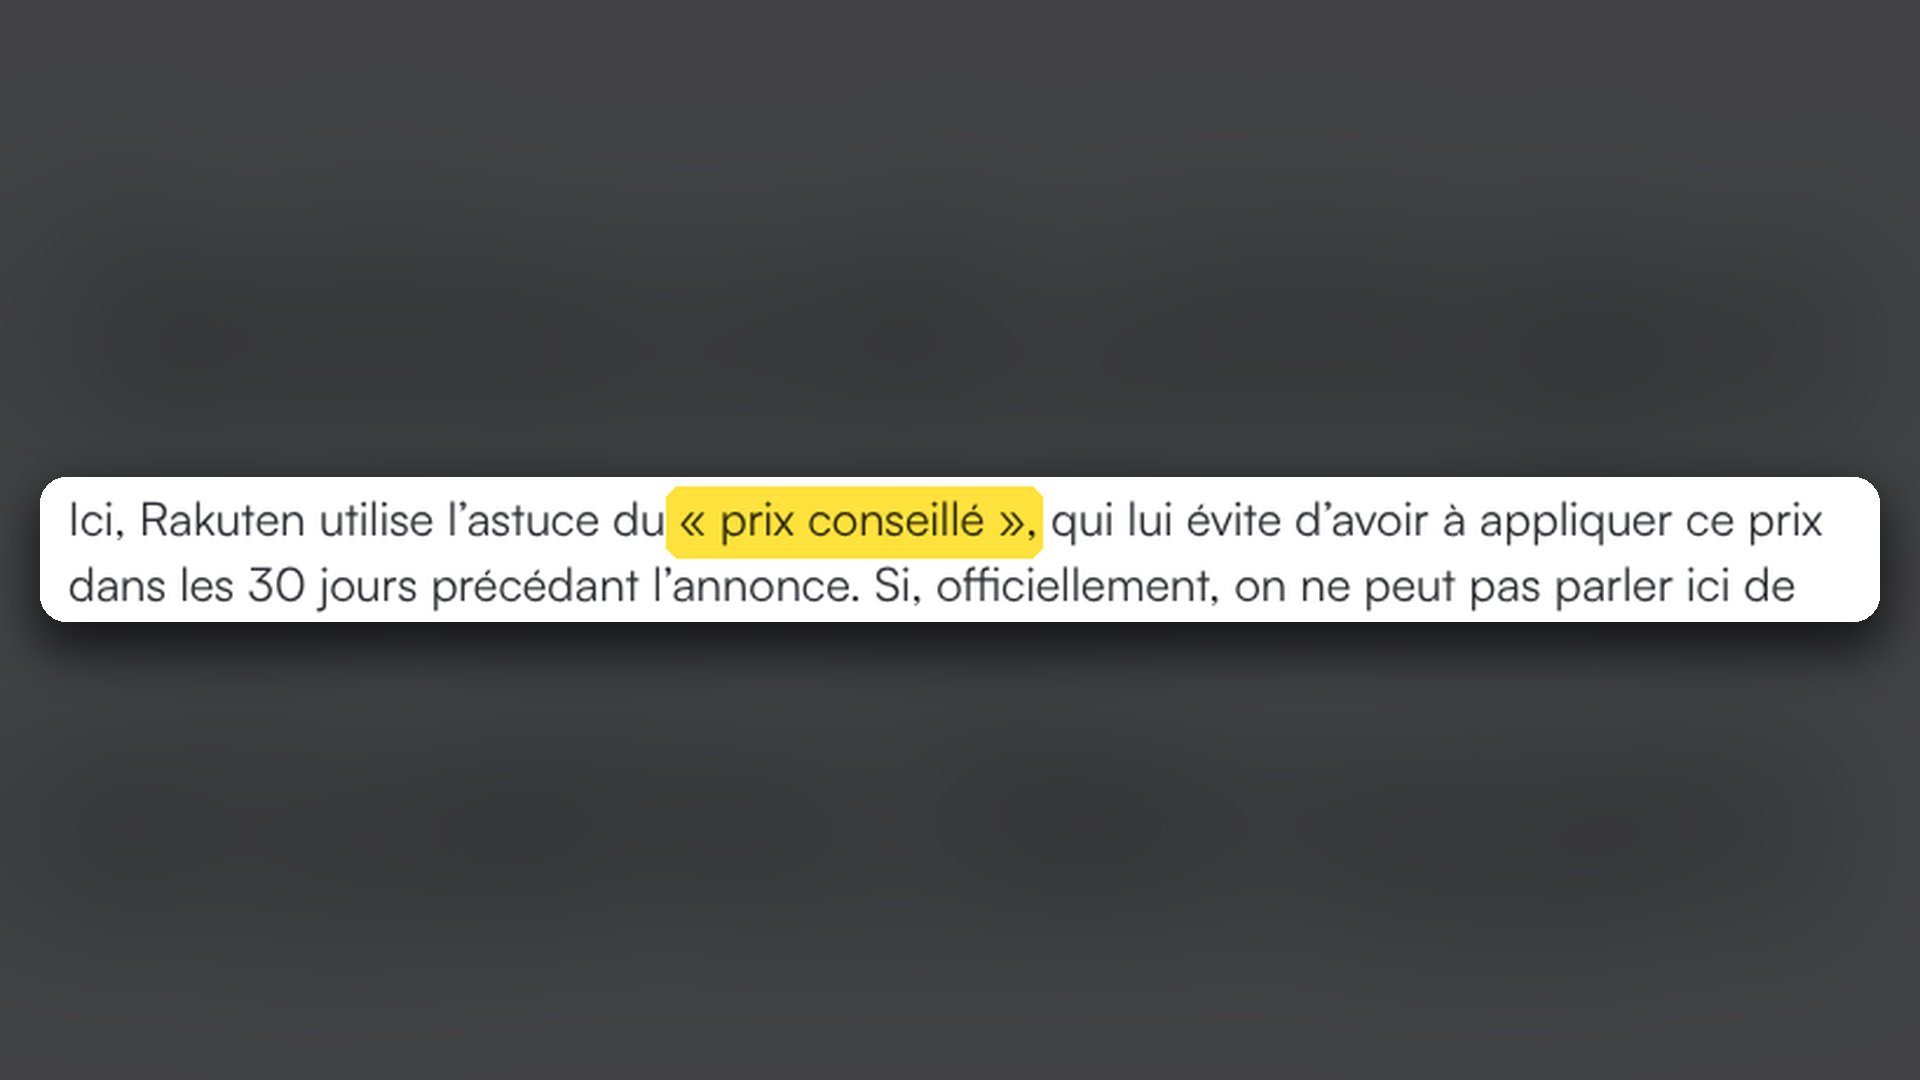 Ici, Rakuten utilise l’astuce du « prix conseillé », qui lui évite d’avoir à appliquer ce prix
dans les 30 jours précédant l’annonce. Si, officiellement, on ne peut pas parler ici de